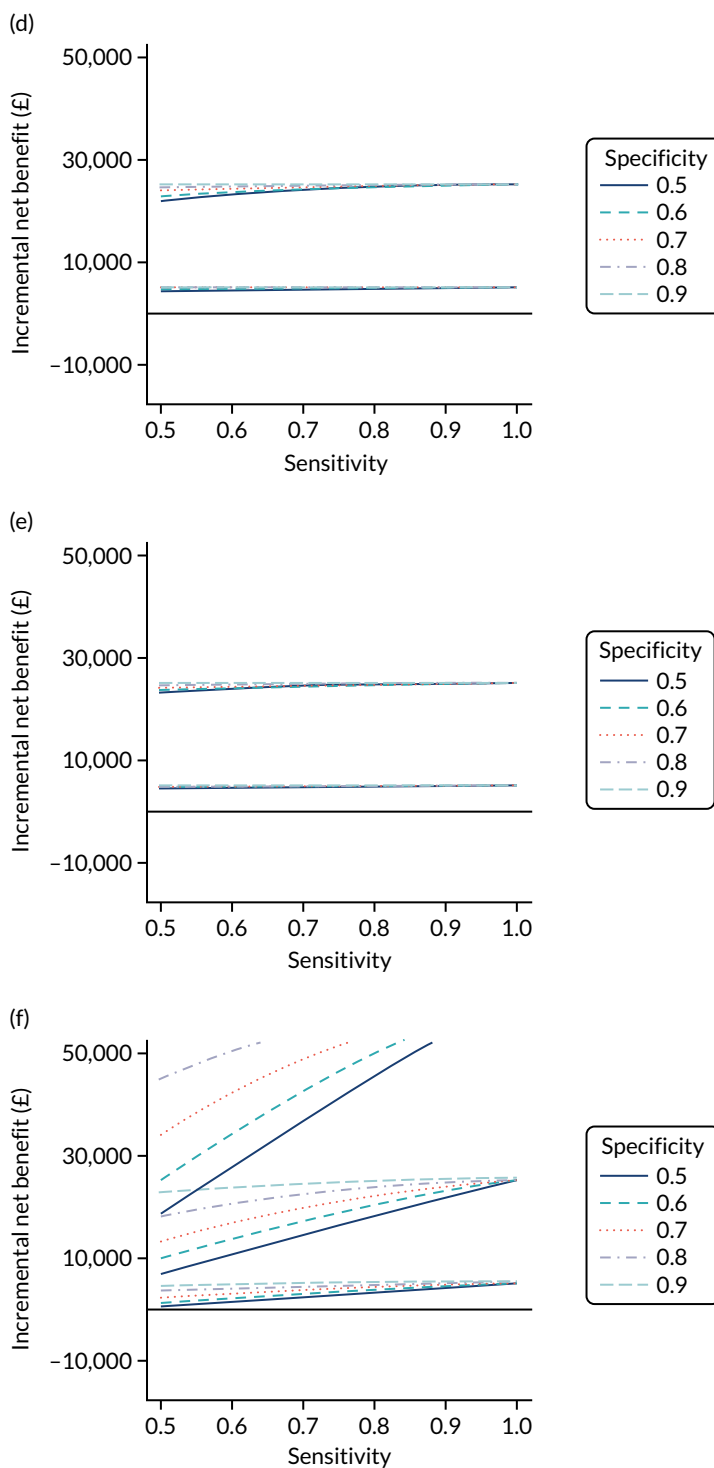 (d)
Incremental net benefit (£)
50,000
30,000
10,000
–10,000
0.5 0.6 0.7 0.8 0.9 1.0
Sensitivity
Specificity
0.5
0.6
0.7
0.8
0.9
(e)
Incremental net benefit (£)
50,000
30,000
10,000
–10,000
0.5 0.6 0.7 0.8 0.9 1.0
Sensitivity
Specificity
0.5
0.6
0.7
0.8
0.9
(f)
Incremental net benefit (£)
50,000
30,000
10,000
–10,000
0.5 0.6 0.7 0.8 0.9 1.0
Sensitivity
Specificity
0.5
0.6
0.7
0.8
0.9